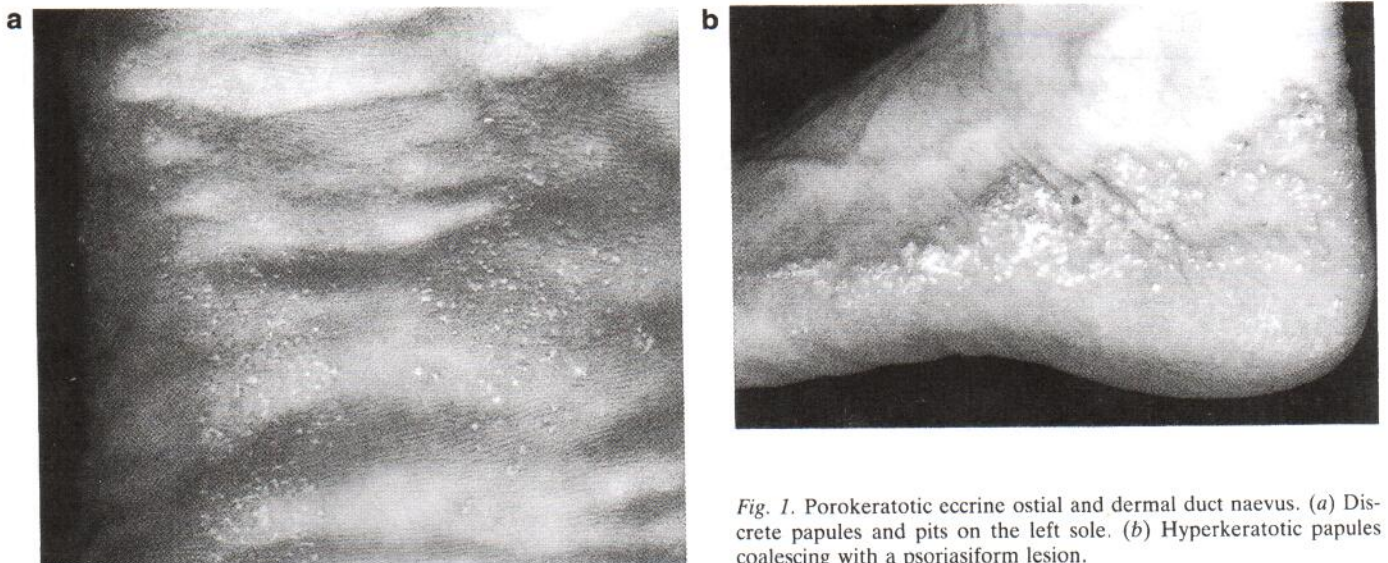 a
b
Fig. 1. Porokeratotic eccrine ostial and dermal duct naevus. (a) Dis-
crete papules and pits on the left sole. (b) Hyperkeratotic papules
coalescing with a psoriasiform lesion.